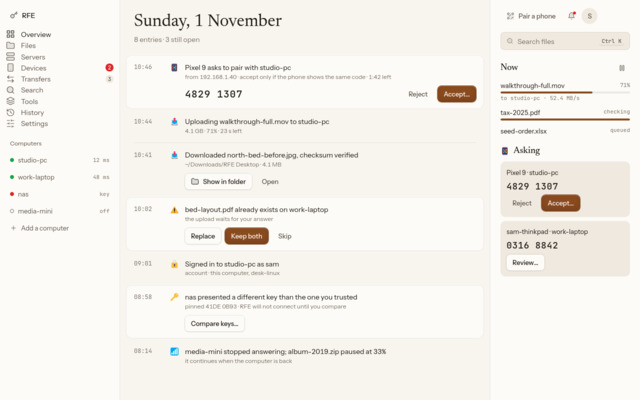 RFE
Overview
Files
Servers
Devices 2
Transfers 3
Search
Tools
History
Settings
Computers
studio-pc 12 ms
work-laptop 48 ms
nas key
media-mini off
+ Add a computer
Sunday, 1 November
8 entries · 3 still open
10:46 Pixel 9 asks to pair with studio-pc
from 192.168.1.40 · accept only if the phone shows the same code · 1:42 left
4829 1307 Reject Accept...
10:44 Uploading walkthrough-full.mov to studio-pc
4.1 GB · 71% · 23 s left
10:41 Downloaded north-bed-before.jpg, checksum verified
~/Downloads/RFE Desktop · 4.1 MB
Show in folder Open
10:02 bed-layout.pdf already exists on work-laptop
the upload waits for your answer
Replace Keep both Skip
09:01 Signed in to studio-pc as sam
account · this computer, desk-linux
08:58 nas presented a different key than the one you trusted
pinned 41DE 0B93 · RFE will not connect until you compare
Compare keys...
08:14 media-mini stopped answering; album-2019.zip paused at 33%
it continues when the computer is back
Pair a phone S
Search files Ctrl K
Now
walkthrough-full.mov 71%
to studio-pc · 52.4 MB/s
tax-2025.pdf checking
seed-order.xlsx queued
Asking
Pixel 9 · studio-pc
4829 1307
Reject Accept...
sam-thinkpad · work-laptop
0316 8842
Review...